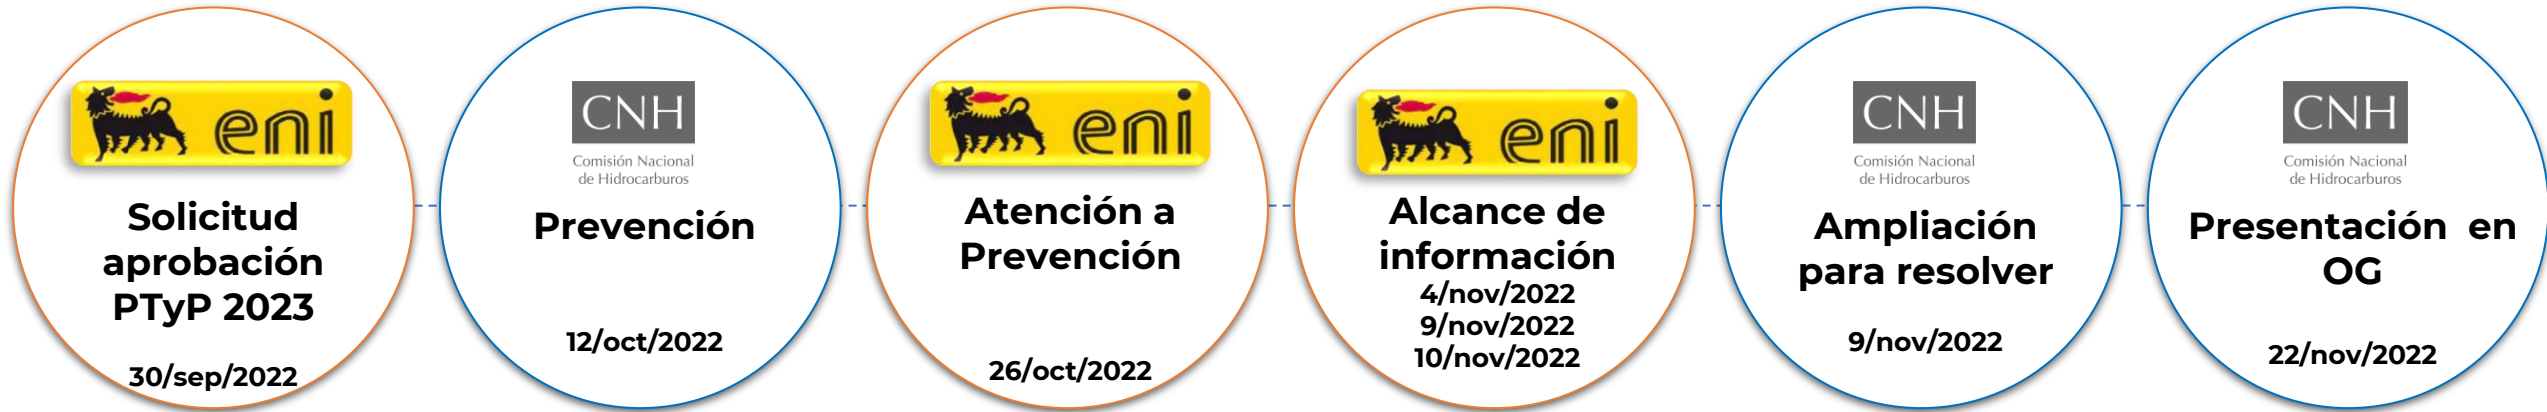 eni
Solicitud
aprobación
PTyP 2023
30/sep/2022
CNH
Comisión Nacional
de Hidrocarburos
Prevención
12/oct/2022
eni
Atención a
Prevención
26/oct/2022
eni
Alcance de
información
4/nov/2022
9/nov/2022
10/nov/2022
CNH
Comisión Nacional
de Hidrocarburos
Ampliación
para resolver
9/nov/2022
CNH
Comisión Nacional
de Hidrocarburos
Presentación en
OG
22/nov/2022